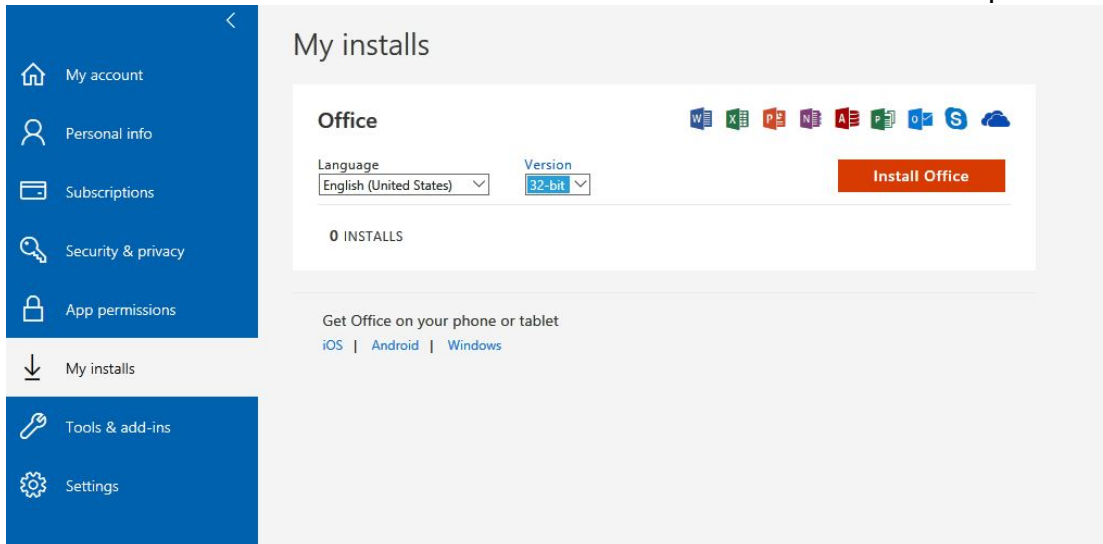 My account
Personal info
Subscriptions
Security & privacy
App permissions
My installs
Tools & add-ins
Settings
My installs
Office
Language
English (United States)
Version
32-bit
Install Office
0 INSTALLS
Get Office on your phone or tablet
iOS | Android | Windows